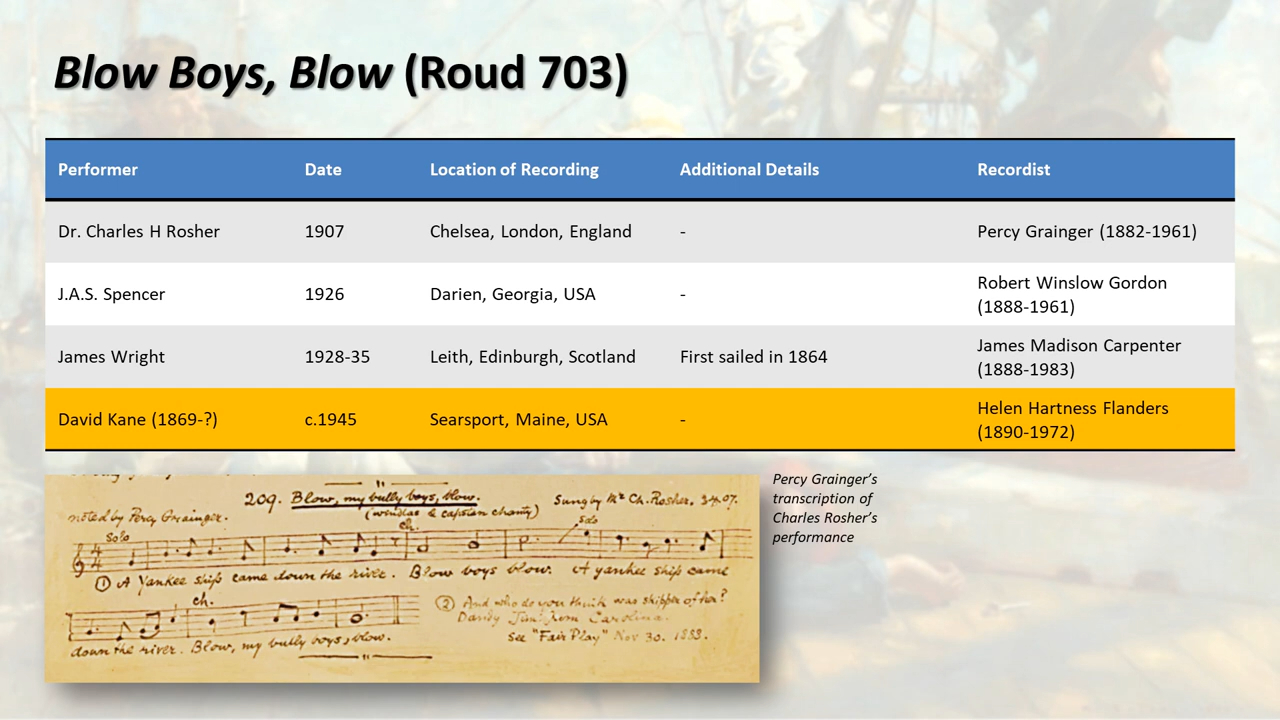 Blow Boys, Blow (Roud 703)
Performer Date Location of Recording Additional Details Recordist
Dr. Charles H Rosher 1907 Chelsea, London, England - Percy Grainger (1882-1961)
J.A.S. Spencer 1926 Darien, Georgia, USA - Robert Winslow Gordon
(1888-1961)
James Wright 1928-35 Leith, Edinburgh, Scotland First sailed in 1864 James Madison Carpenter
(1888-1983)
David Kane (1869-?) c.1945 Searsport, Maine, USA - Helen Hartness Flanders
(1890-1972)
209. Blow, my bully boys, blow. Sung by Mr Ch. Rosher,
noted by Percy Grainger. (windlas & capstan chanty)
solo ch. solo
① A Yankee ship came down the river. Blow boys blow. A yankee ship came
ch.
down the river. Blow, my bully boys, blow.
② And who do you think was skipper of her?
Dandy Jim from Carolina.
See "Fair Play" Nov 30. 1883.
Percy Grainger's
transcription of
Charles Rosher's
performance